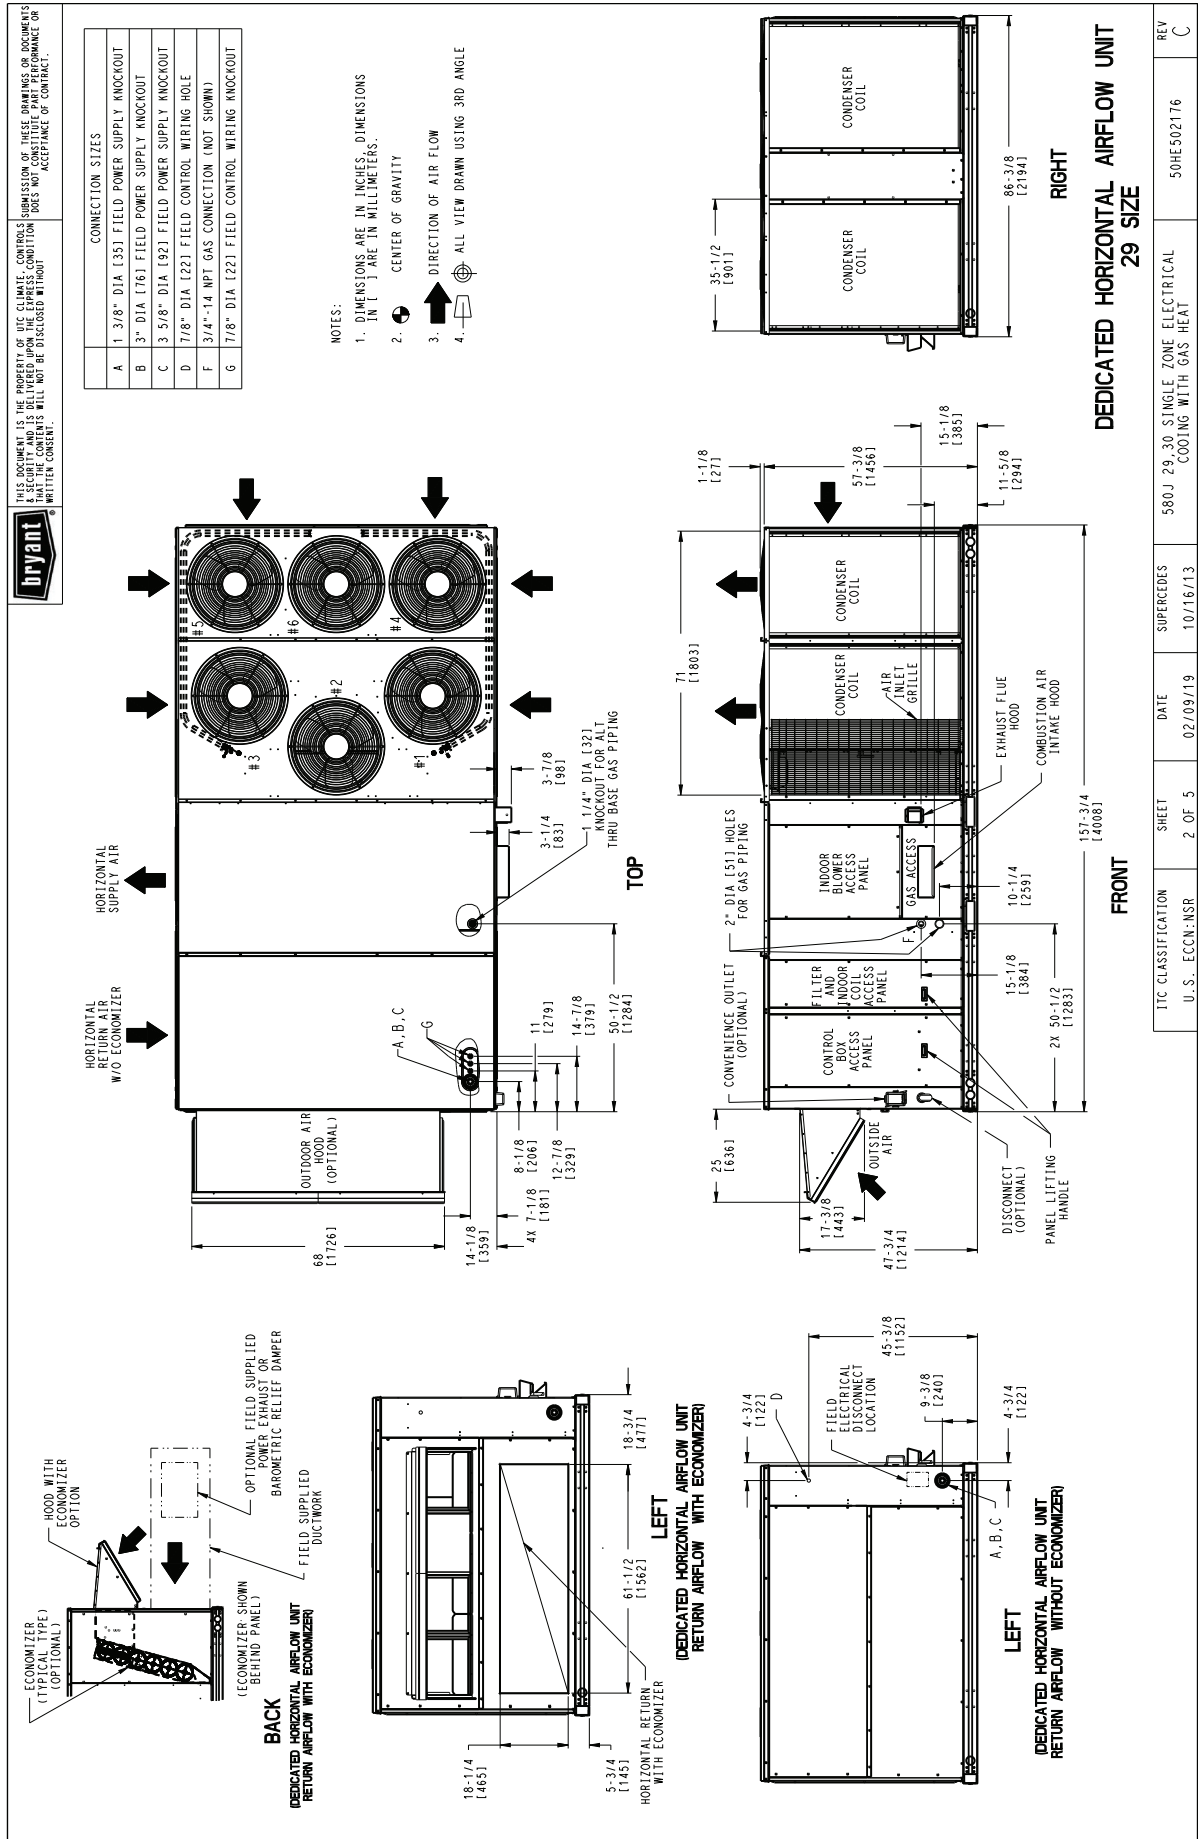 bryant
®
THIS DOCUMENT IS THE PROPERTY OF UTC CLIMATE, CONTROLS
& SECURITY AND IS DELIVERED UPON THE EXPRESS CONDITION
THAT THE CONTENTS WILL NOT BE DISCLOSED WITHOUT
WRITTEN CONSENT.
SUBMISSION OF THESE DRAWINGS OR DOCUMENTS
DOES NOT CONSTITUTE PART PERFORMANCE OR
ACCEPTANCE OF CONTRACT.
CONNECTION SIZES
A 1 3/8" DIA [35] FIELD POWER SUPPLY KNOCKOUT
B 3" DIA [76] FIELD POWER SUPPLY KNOCKOUT
C 3 5/8" DIA [92] FIELD POWER SUPPLY KNOCKOUT
D 7/8" DIA [22] FIELD CONTROL WIRING HOLE
F 3/4"-14 NPT GAS CONNECTION (NOT SHOWN)
G 7/8" DIA [22] FIELD CONTROL WIRING KNOCKOUT
NOTES:
1. DIMENSIONS ARE IN INCHES, DIMENSIONS
IN [ ] ARE IN MILLIMETERS.
2. CENTER OF GRAVITY
3. DIRECTION OF AIR FLOW
4. ALL VIEW DRAWN USING 3RD ANGLE
ECONOMIZER
(TYPICAL TYPE)
(OPTIONAL)
HOOD WITH
ECONOMIZER
OPTION
OPTIONAL FIELD SUPPLIED
POWER EXHAUST OR
BAROMETRIC RELIEF DAMPER
FIELD SUPPLIED
DUCTWORK
(ECONOMIZER SHOWN
BEHIND PANEL)
BACK
(DEDICATED HORIZONTAL AIRFLOW UNIT
RETURN AIRFLOW WITH ECONOMIZER)
HORIZONTAL
RETURN AIR
W/O ECONOMIZER
HORIZONTAL
SUPPLY AIR
OUTDOOR AIR
HOOD
(OPTIONAL)
68
[1726]
14-1/8
[359]
4X 7-1/8
[181]
8-1/8
[206]
12-7/8
[329]
11
[279]
14-7/8
[379]
50-1/2
[1284]
A,B,C
G
#3
#2
#1
#5
#6
#4
3-1/4
[83]
3-7/8
[98]
1 1/4" DIA [32]
KNOCKOUT FOR ALT
THRU BASE GAS PIPING
TOP
18-1/4
[465]
5-3/4
[145]
61-1/2
[1562]
18-3/4
[477]
HORIZONTAL RETURN
WITH ECONOMIZER
LEFT
(DEDICATED HORIZONTAL AIRFLOW UNIT
RETURN AIRFLOW WITH ECONOMIZER)
4-3/4
[122]
D
45-3/8
[1152]
FIELD
ELECTRICAL
DISCONNECT
LOCATION
9-3/8
[240]
4-3/4
[122]
A,B,C
LEFT
(DEDICATED HORIZONTAL AIRFLOW UNIT
RETURN AIRFLOW WITHOUT ECONOMIZER)
25
[636]
OUTSIDE
AIR
17-3/8
[443]
47-3/4
[1214]
CONVENIENCE OUTLET
(OPTIONAL)
2" DIA [51] HOLES
FOR GAS PIPING
CONTROL
BOX
ACCESS
PANEL
FILTER
AND
INDOOR
COIL
ACCESS
PANEL
F
INDOOR
BLOWER
ACCESS
PANEL
GAS ACCESS
CONDENSER
COIL
CONDENSER
COIL
AIR
INLET
GRILLE
71
[1803]
1-1/8
[27]
57-3/8
[1456]
15-1/8
[385]
11-5/8
[294]
EXHAUST FLUE
HOOD
COMBUSTION AIR
INTAKE HOOD
DISCONNECT
(OPTIONAL)
PANEL LIFTING
HANDLE
15-1/8
[384]
10-1/4
[259]
2X 50-1/2
[1283]
157-3/4
[4008]
FRONT
35-1/2
[901]
CONDENSER
COIL
CONDENSER
COIL
86-3/8
[2194]
RIGHT
DEDICATED HORIZONTAL AIRFLOW UNIT
29 SIZE
ITC CLASSIFICATION
U.S. ECCN:NSR
SHEET
2 OF 5
DATE
02/09/19
SUPERCEDES
10/16/13
580J 29,30 SINGLE ZONE ELECTRICAL
COOING WITH GAS HEAT
50HE502176
REV
C